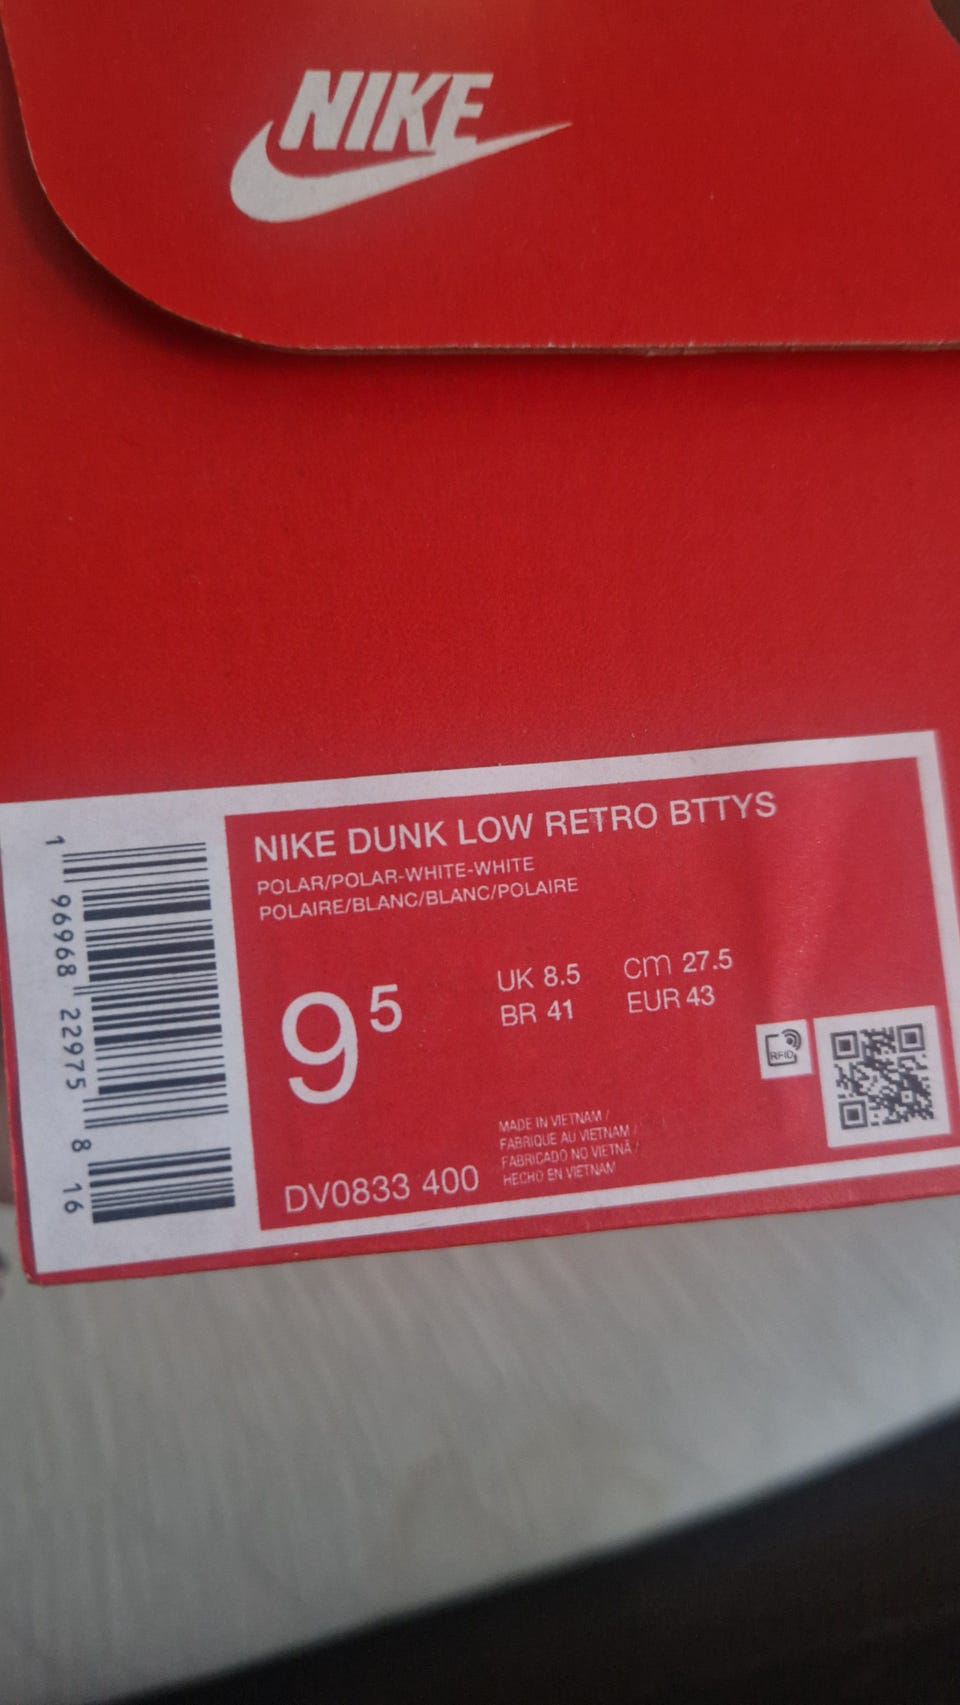 NIKE
NIKE DUNK LOW RETRO BTTYS
POLAR/POLAR-WHITE-WHITE
POLAIRE/BLANC/BLANC/POLAIRE
9⁵
UK 8.5 cm 27.5
BR 41 EUR 43
RFID
MADE IN VIETNAM /
FABRIQUE AU VIETNAM /
FABRICADO NO VIETNÃ /
HECHO EN VIETNAM
DV0833 400
1 96968 22975 8 16